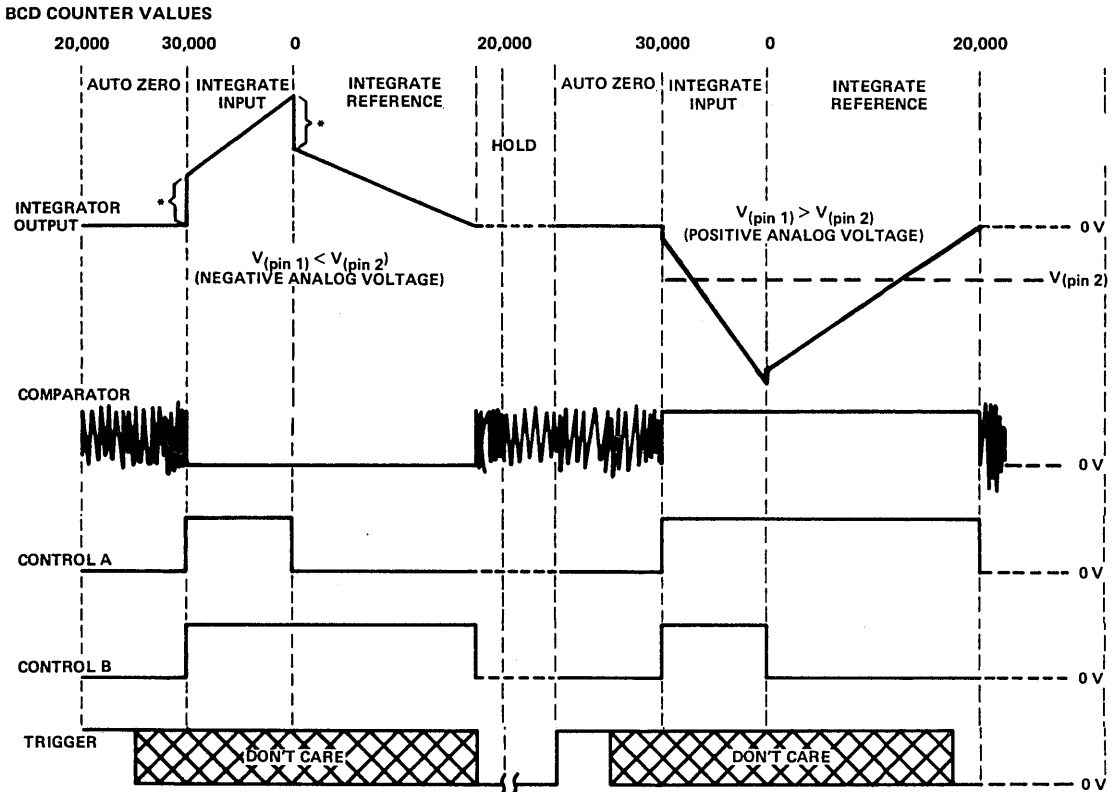 BCD COUNTER VALUES
20,000 30,000 0 20,000 30,000 0 20,000
AUTO ZERO INTEGRATE INPUT INTEGRATE REFERENCE AUTO ZERO INTEGRATE INPUT INTEGRATE REFERENCE
HOLD
*
*
INTEGRATOR OUTPUT
0 V
V(pin 1) > V(pin 2)
(POSITIVE ANALOG VOLTAGE)
V(pin 1) < V(pin 2)
(NEGATIVE ANALOG VOLTAGE)
V(pin 2)
COMPARATOR
0 V
CONTROL A
0 V
CONTROL B
0 V
TRIGGER
DON'T CARE DON'T CARE
0 V